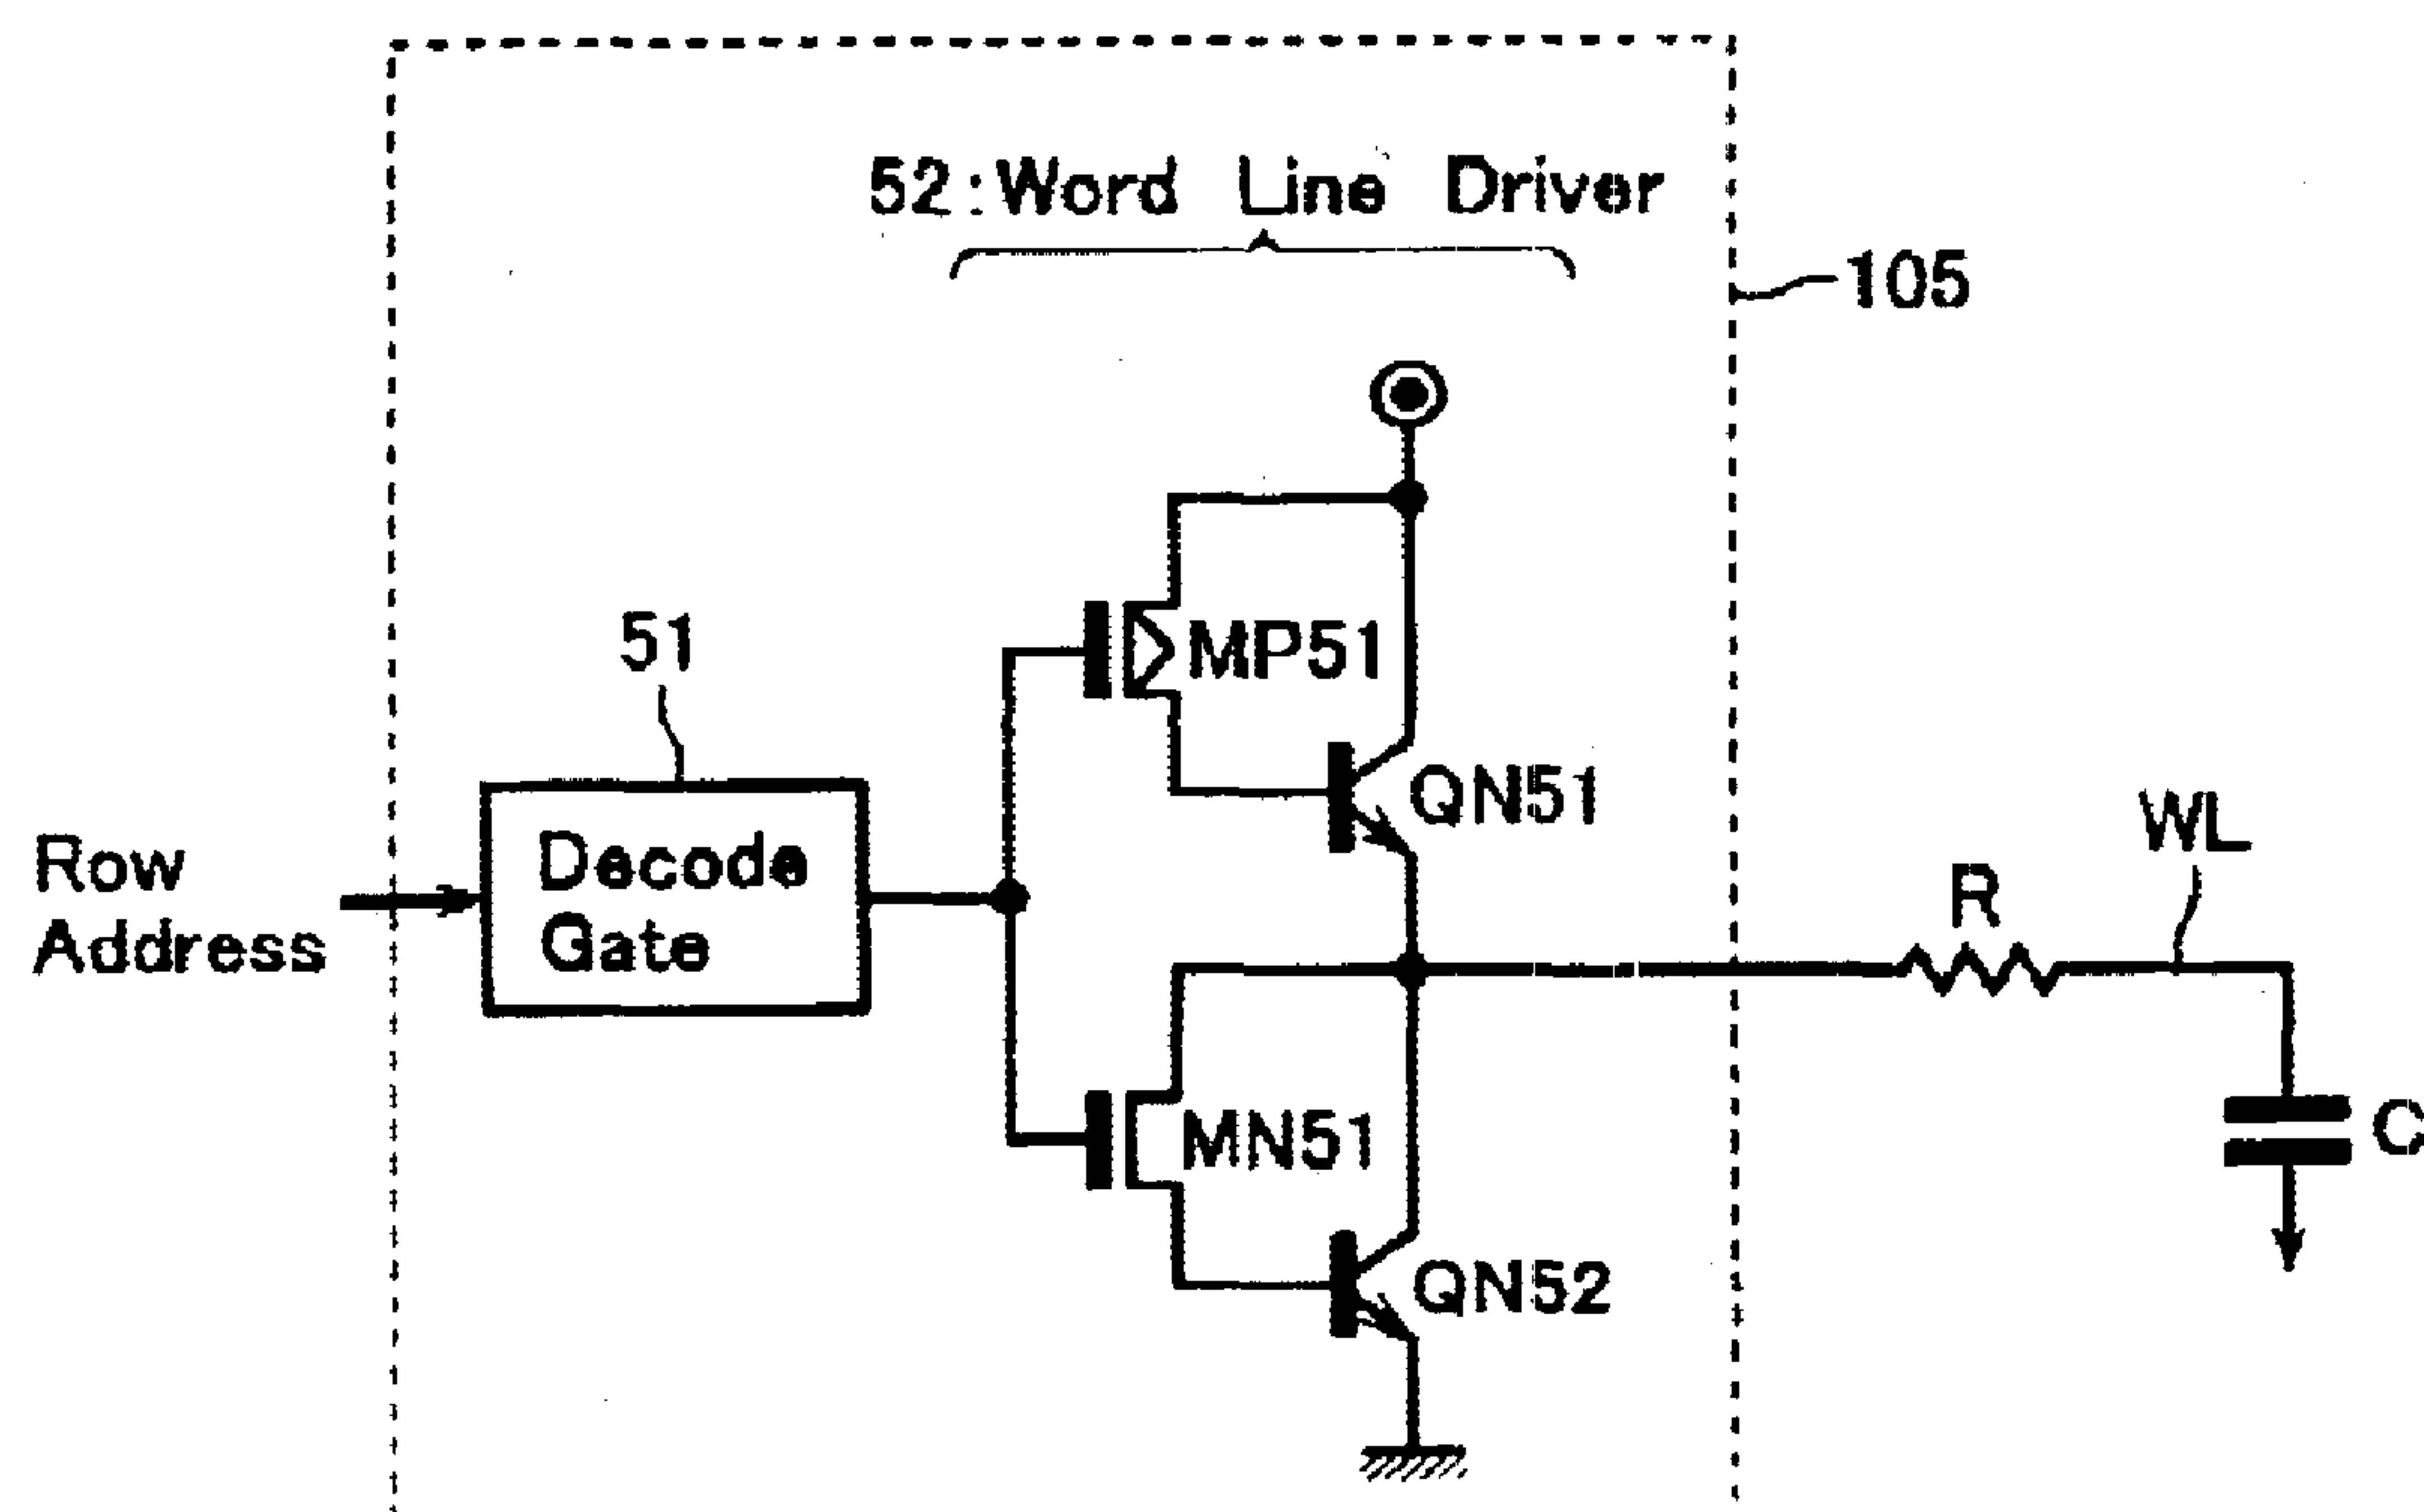 52:Word Line Driver
105
MP51
51
QN51
WL
Row
Address
Decode
Gate
R
MN51
C
QN52